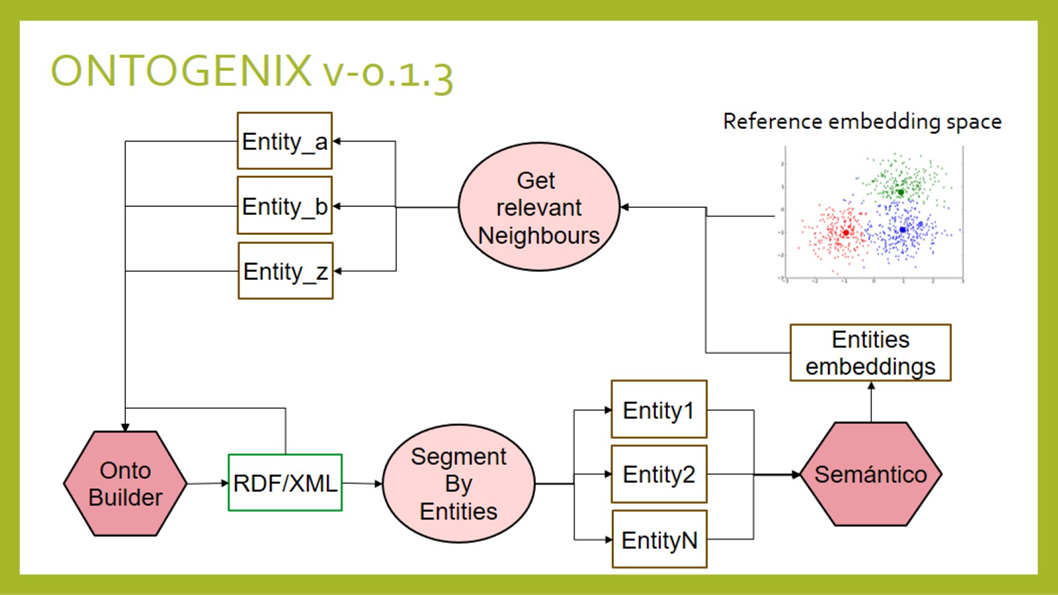 ONTOGENIX v-0.1.3
Reference embedding space
Entity_a
Entity_b
Entity_z
Get
relevant
Neighbours
Entities
embeddings
Onto
Builder
RDF/XML
Segment
By
Entities
Entity1
Entity2
EntityN
Semántico